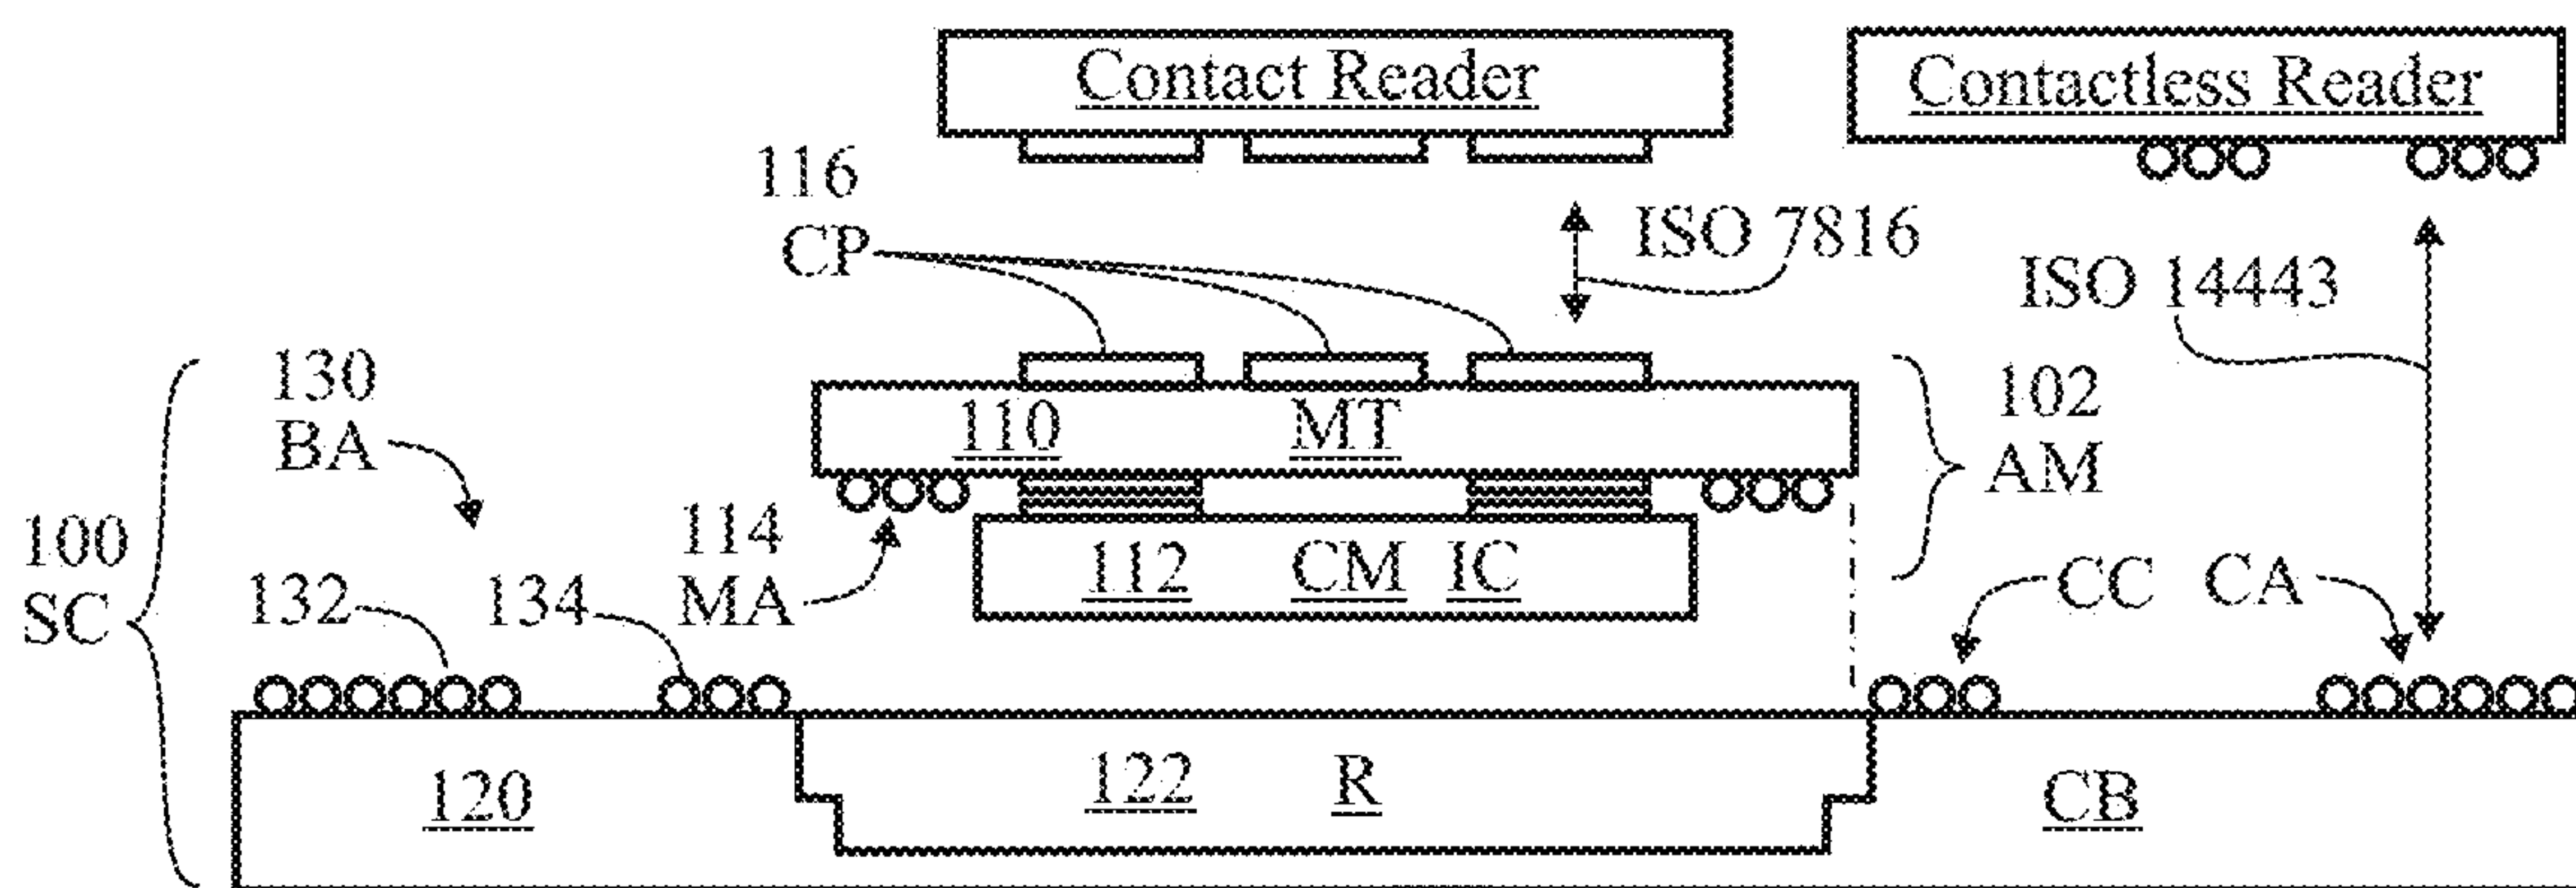 Contact Reader
Contactless Reader
116
CP
ISO 7816
ISO 14443
130
BA
110 MT
102
AM
100
SC
132
134
114
MA
112 CM IC
CC CA
120
122 R
CB